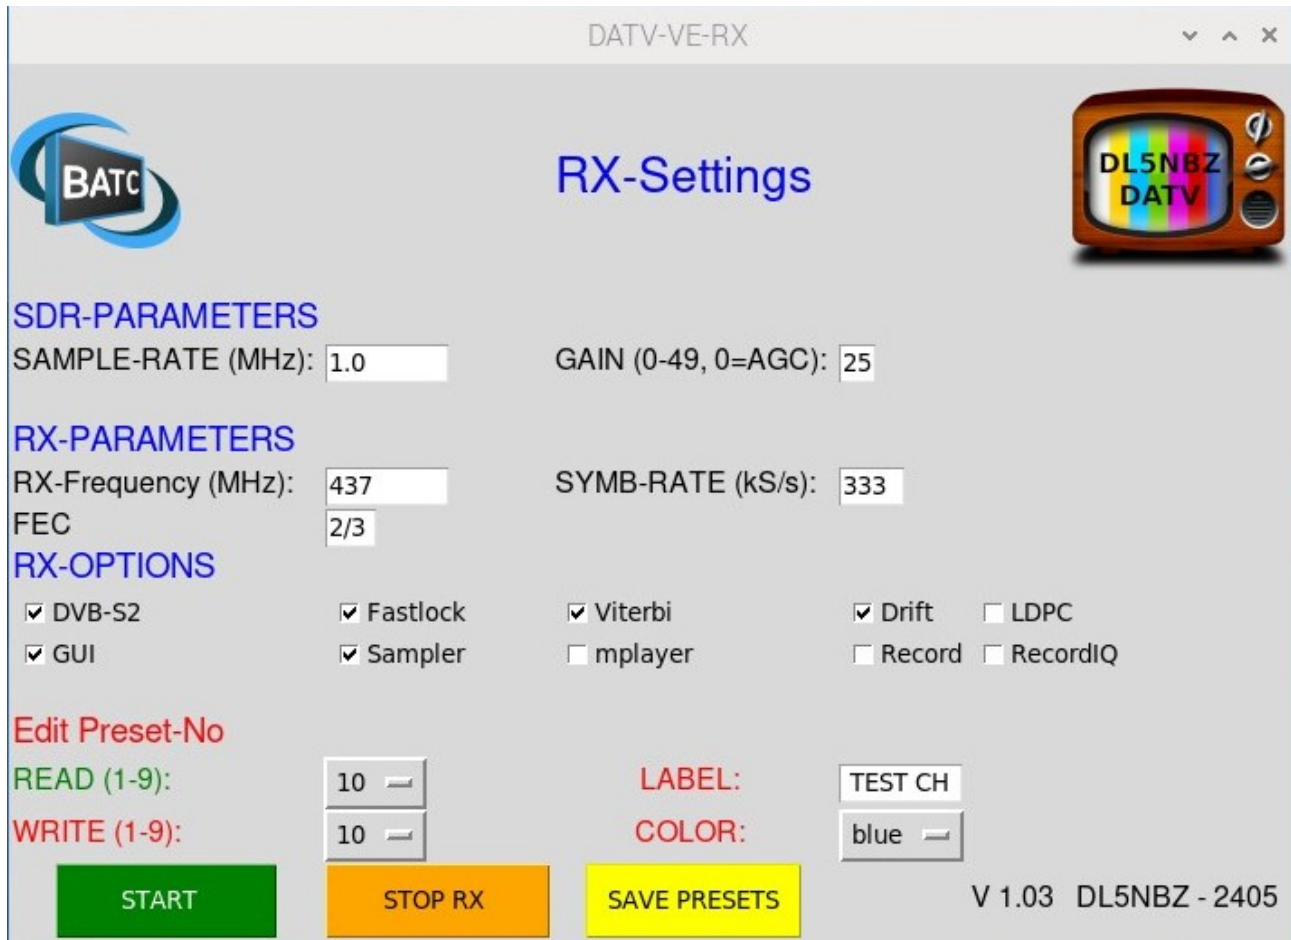 DATV-VE-RX
BATC
RX-Settings
DL5NBZ
DATV
SDR-PARAMETERS
SAMPLE-RATE (MHz): 1.0 GAIN (0-49, 0=AGC): 25
RX-PARAMETERS
RX-Frequency (MHz): 437 SYMB-RATE (kS/s): 333
FEC 2/3
RX-OPTIONS
DVB-S2 Fastlock Viterbi Drift LDPC
GUI Sampler mplayer Record RecordIQ
Edit Preset-No
READ (1-9): 10 LABEL: TEST CH
WRITE (1-9): 10 COLOR: blue
START STOP RX SAVE PRESETS V 1.03 DL5NBZ - 2405